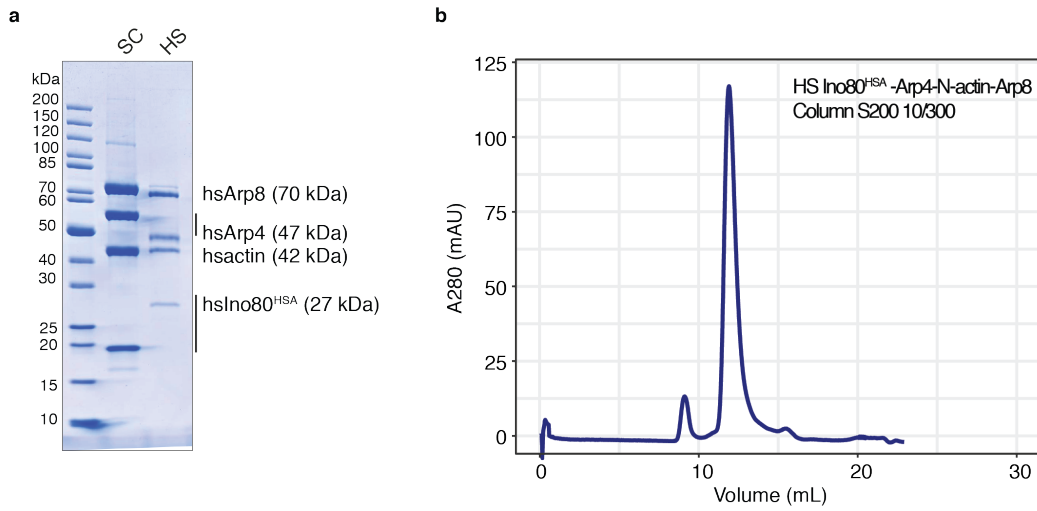 a
SC HS
kDa
200
150
120
100
85
70
60
50
40
30
25
20
15
10
hsArp8 (70 kDa)
hsArp4 (47 kDa)
hsactin (42 kDa)
hsIno80ᴴˢᴬ (27 kDa)
b
HS Ino80ᴴˢᴬ -Arp4-N-actin-Arp8
Column S200 10/300
A280 (mAU)
125
100
75
50
25
0
0 10 20 30
Volume (mL)